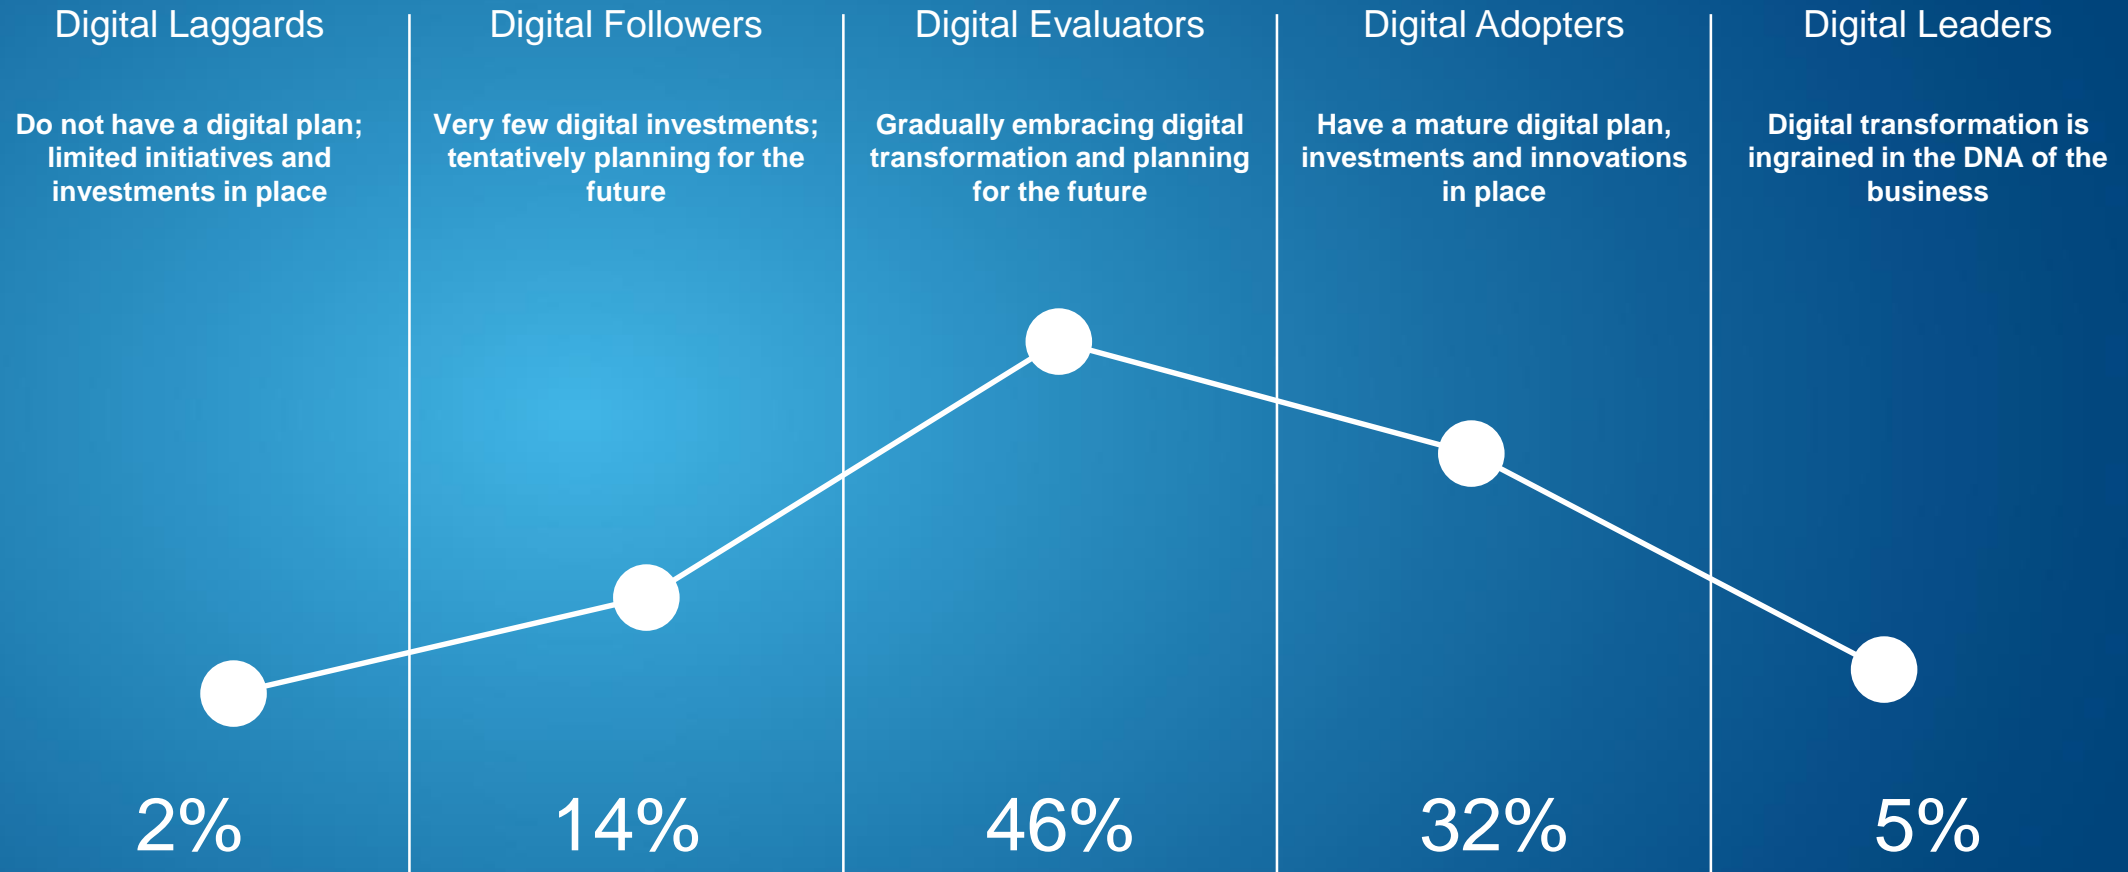 Digital Laggards
Do not have a digital plan;
limited initiatives and
investments in place
2%
Digital Followers
Very few digital investments;
tentatively planning for the
future
14%
Digital Evaluators
Gradually embracing digital
transformation and planning
for the future
46%
Digital Adopters
Have a mature digital plan,
investments and innovations
in place
32%
Digital Leaders
Digital transformation is
ingrained in the DNA of the
business
5%